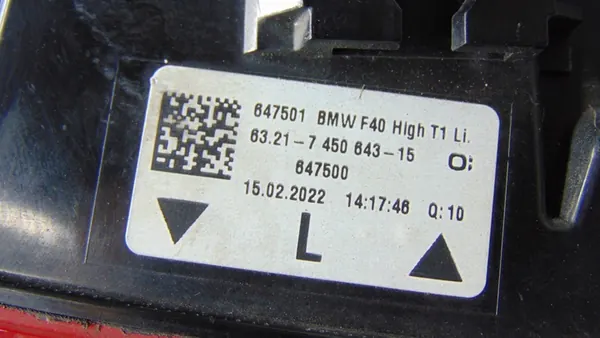 647501 BMW F40 High T1 Li.
63.21-7 450 643-15 O;
647500
15.02.2022 14:17:46 Q:10
L